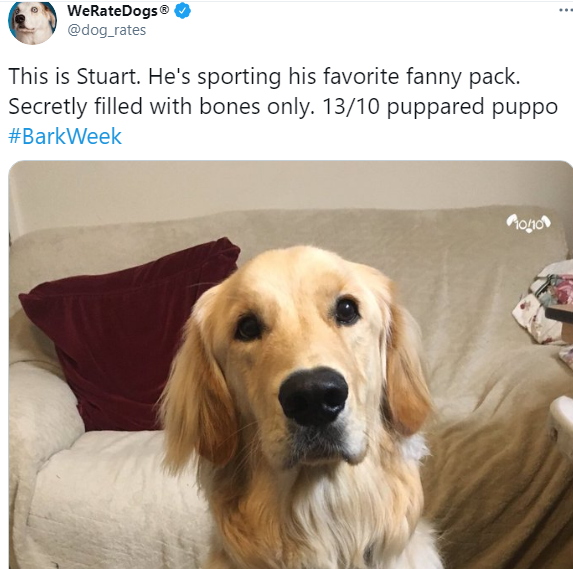 WeRateDogs®
@dog_rates
This is Stuart. He's sporting his favorite fanny pack.
Secretly filled with bones only. 13/10 puppared puppo
#BarkWeek
10/10